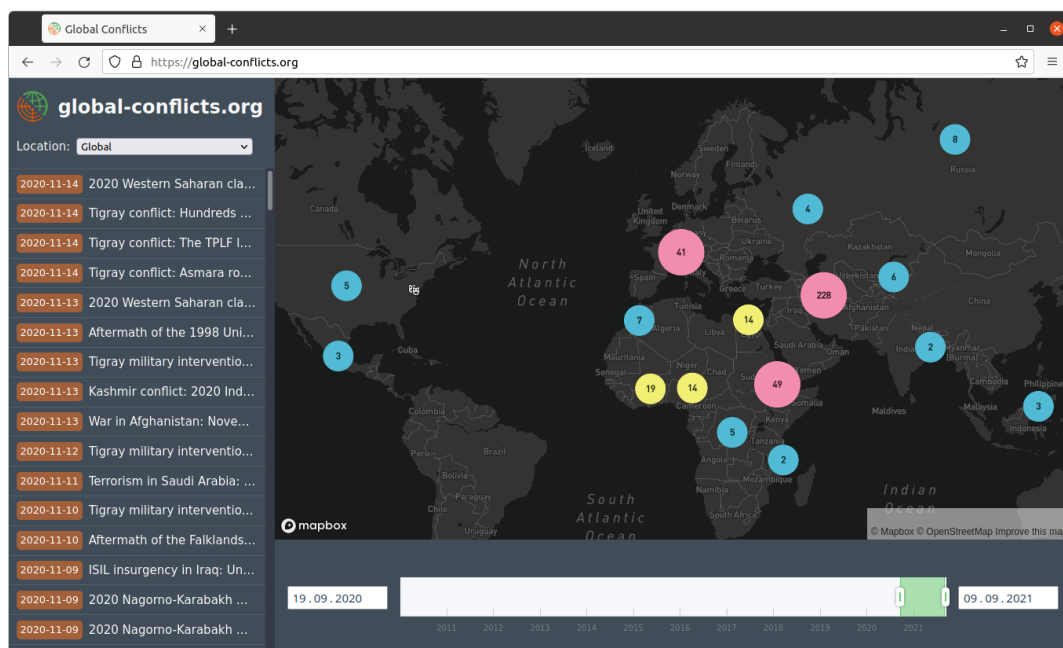 Global Conflicts
https://global-conflicts.org
global-conflicts.org
Location: Global
2020-11-14 2020 Western Saharan cla...
2020-11-14 Tigray conflict: Hundreds ...
2020-11-14 Tigray conflict: The TPLF l...
2020-11-14 Tigray conflict: Asmara ro...
2020-11-13 2020 Western Saharan cla...
2020-11-13 Aftermath of the 1998 Uni...
2020-11-13 Tigray military interventio...
2020-11-13 Kashmir conflict: 2020 Ind...
2020-11-13 War in Afghanistan: Nove...
2020-11-12 Tigray military interventio...
2020-11-11 Terrorism in Saudi Arabia: ...
2020-11-10 Tigray military interventio...
2020-11-10 Aftermath of the Falklands...
2020-11-09 ISIL insurgency in Iraq: Un...
2020-11-09 2020 Nagorno-Karabakh ...
2020-11-09 2020 Nagorno-Karabakh ...
8
Iceland
Sweden
Finland
Russia
Norway
Canada
United
Kingdom
Denmark
4
Belarus
41
Ukraine
Kazakhstan
Mongolia
North
Atlantic
Ocean
Romania
Spain
Italy
Greece
Turkey
Uzbekistan
6
5
228
China
Tunisia
Iraq
Afghanistan
7
Algeria
Libya
14
Egypt
Pakistan
Nepal
Saudi Arabia
Oman
India
2
Myanmar
(Burma)
3
Cuba
Mauritania
Senegal
Niger
Chad
Yemen
19
14
49
Cambodia
Philippine
Cameroon
Somalia
Colombia
Kenya
Maldives
Malaysia
3
Indonesia
5
Tanzania
Peru
Brazil
Angola
2
Bolivia
Mozambique
Namibia
Paraguay
South
Atlantic
Ocean
Indian
Ocean
Chile
South Africa
Uruguay
mapbox
© Mapbox © OpenStreetMap Improve this ma
19.09.2020
09.09.2021
2011 2012 2013 2014 2015 2016 2017 2018 2019 2020 2021